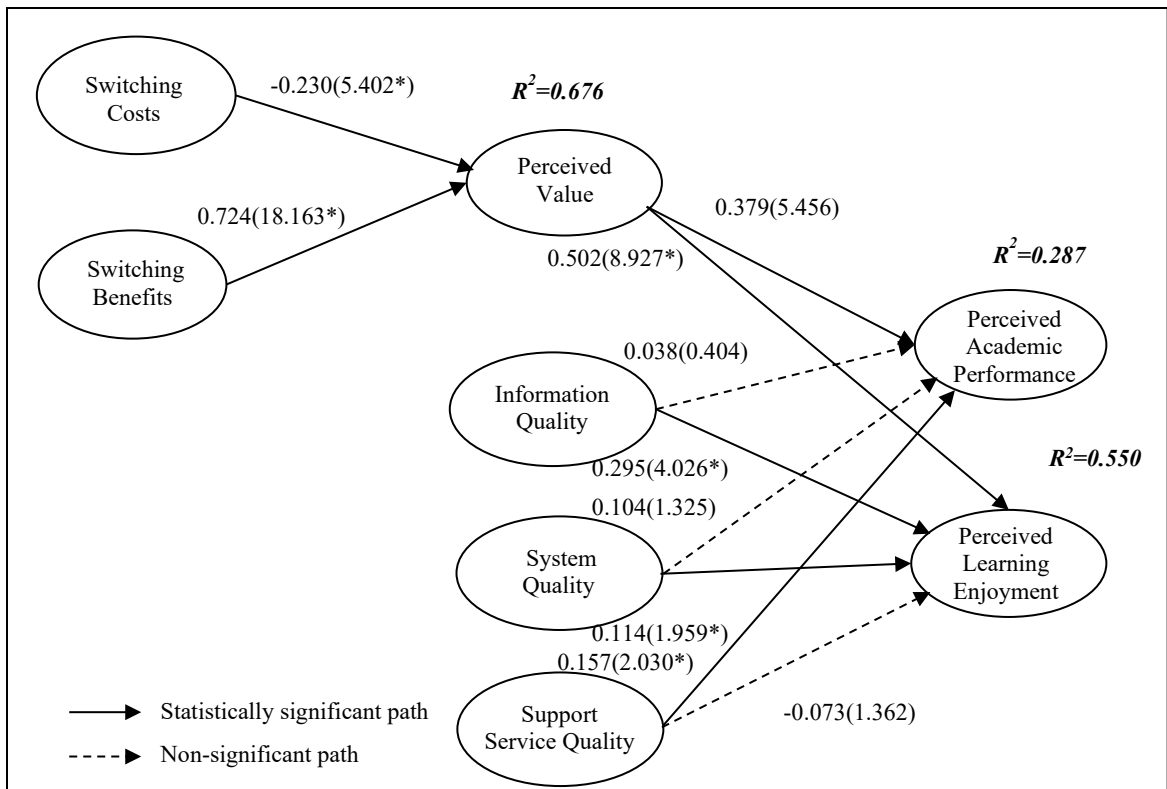 Switching
Costs
-0.230(5.402*)
R²=0.676
Perceived
Value
0.724(18.163*)
0.379(5.456)
0.502(8.927*)
Switching
Benefits
R²=0.287
Perceived
Academic
Performance
0.038(0.404)
Information
Quality
R²=0.550
0.295(4.026*)
0.104(1.325)
System
Quality
Perceived
Learning
Enjoyment
0.114(1.959*)
0.157(2.030*)
Support
Service Quality
-0.073(1.362)
Statistically significant path
Non-significant path